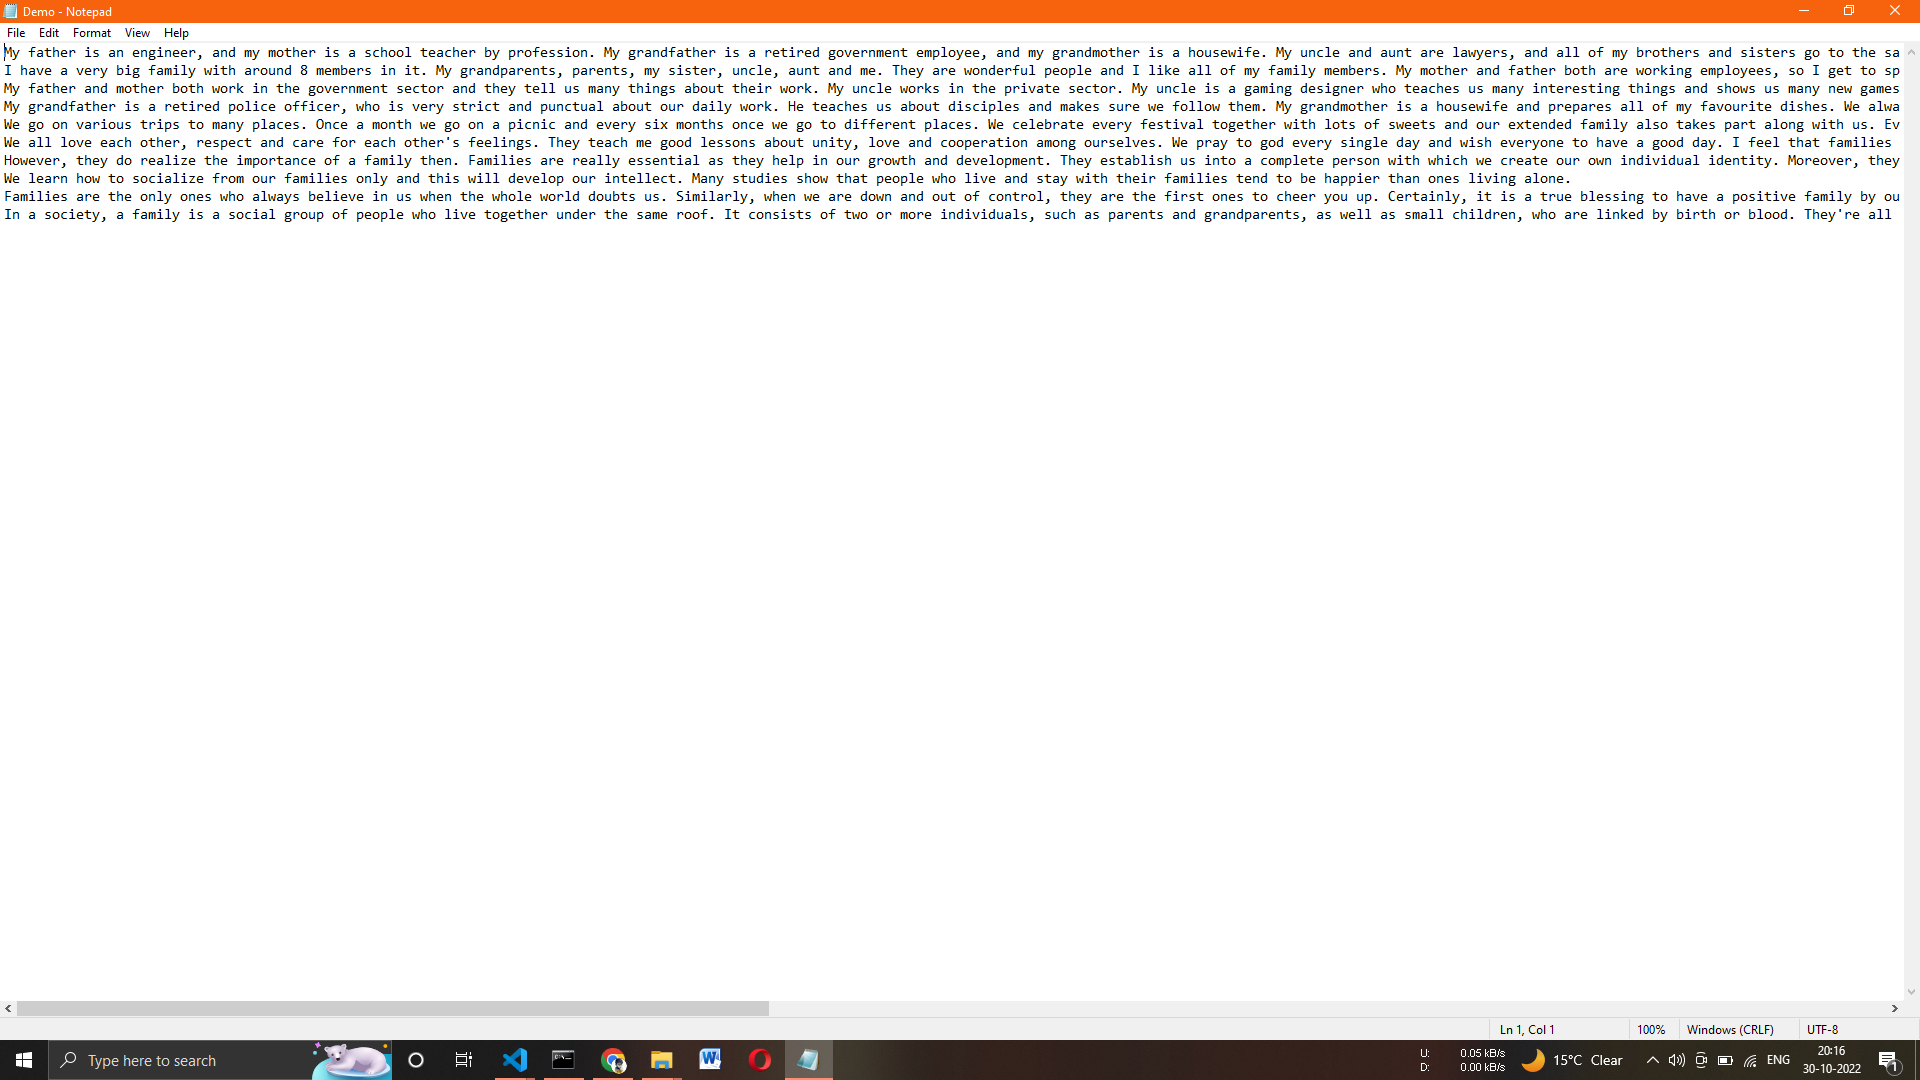 Demo - Notepad
File Edit Format View Help
My father is an engineer, and my mother is a school teacher by profession. My grandfather is a retired government employee, and my grandmother is a housewife. My uncle and aunt are lawyers, and all of my brothers and sisters go to the sa
I have a very big family with around 8 members in it. My grandparents, parents, my sister, uncle, aunt and me. They are wonderful people and I like all of my family members. My mother and father both are working employees, so I get to sp
My father and mother both work in the government sector and they tell us many things about their work. My uncle works in the private sector. My uncle is a gaming designer who teaches us many interesting things and shows us many new games
My grandfather is a retired police officer, who is very strict and punctual about our daily work. He teaches us about disciples and makes sure we follow them. My grandmother is a housewife and prepares all of my favourite dishes. We alwa
We go on various trips to many places. Once a month we go on a picnic and every six months once we go to different places. We celebrate every festival together with lots of sweets and our extended family also takes part along with us. Ev
We all love each other, respect and care for each other's feelings. They teach me good lessons about unity, love and cooperation among ourselves. We pray to god every single day and wish everyone to have a good day. I feel that families
However, they do realize the importance of a family then. Families are really essential as they help in our growth and development. They establish us into a complete person with which we create our own individual identity. Moreover, they
We learn how to socialize from our families only and this will develop our intellect. Many studies show that people who live and stay with their families tend to be happier than ones living alone.
Families are the only ones who always believe in us when the whole world doubts us. Similarly, when we are down and out of control, they are the first ones to cheer you up. Certainly, it is a true blessing to have a positive family by ou
In a society, a family is a social group of people who live together under the same roof. It consists of two or more individuals, such as parents and grandparents, as well as small children, who are linked by birth or blood. They're all
Ln 1, Col 1 100% Windows (CRLF) UTF-8
Type here to search
U: 0.05 kB/s
D: 0.00 kB/s
15°C Clear
ENG
20:16
30-10-2022
1